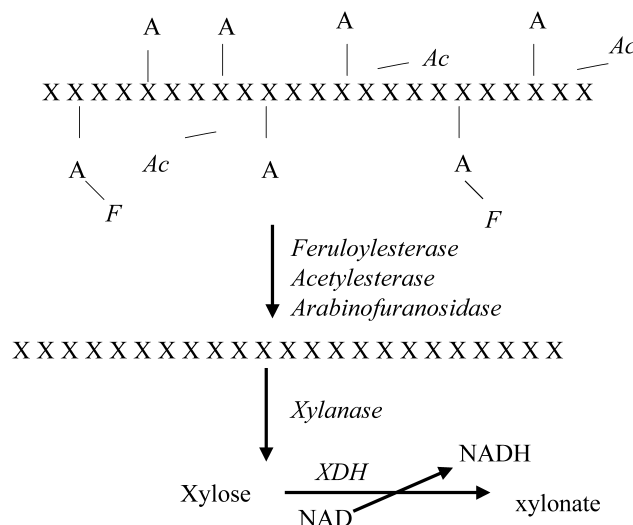 A A A A
Ac Ac
X X X X X X X X X X X X X X X X X X X X X X X
A Ac A A
F F
Feruloylesterase
Acetylesterase
Arabinofuranosidase
X X X X X X X X X X X X X X X X X X X X X X X
Xylanase
XDH NADH
Xylose xylonate
NAD